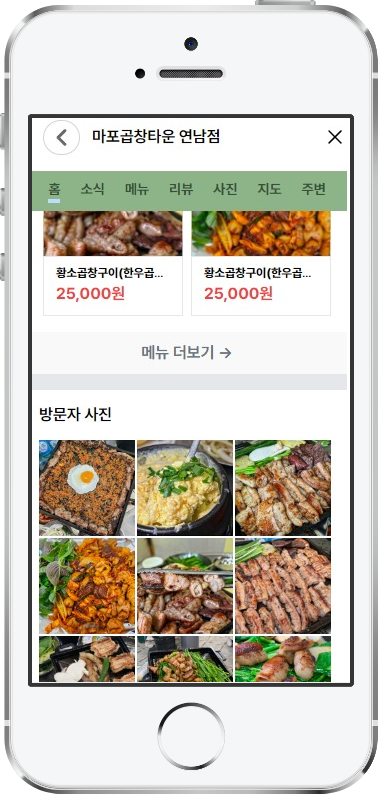 마포곱창타운 연남점
홈 소식 메뉴 리뷰 사진 지도 주변
황소곱창구이(한우곱... 황소곱창구이(한우곱...
25,000원 25,000원
메뉴 더보기 →
방문자 사진